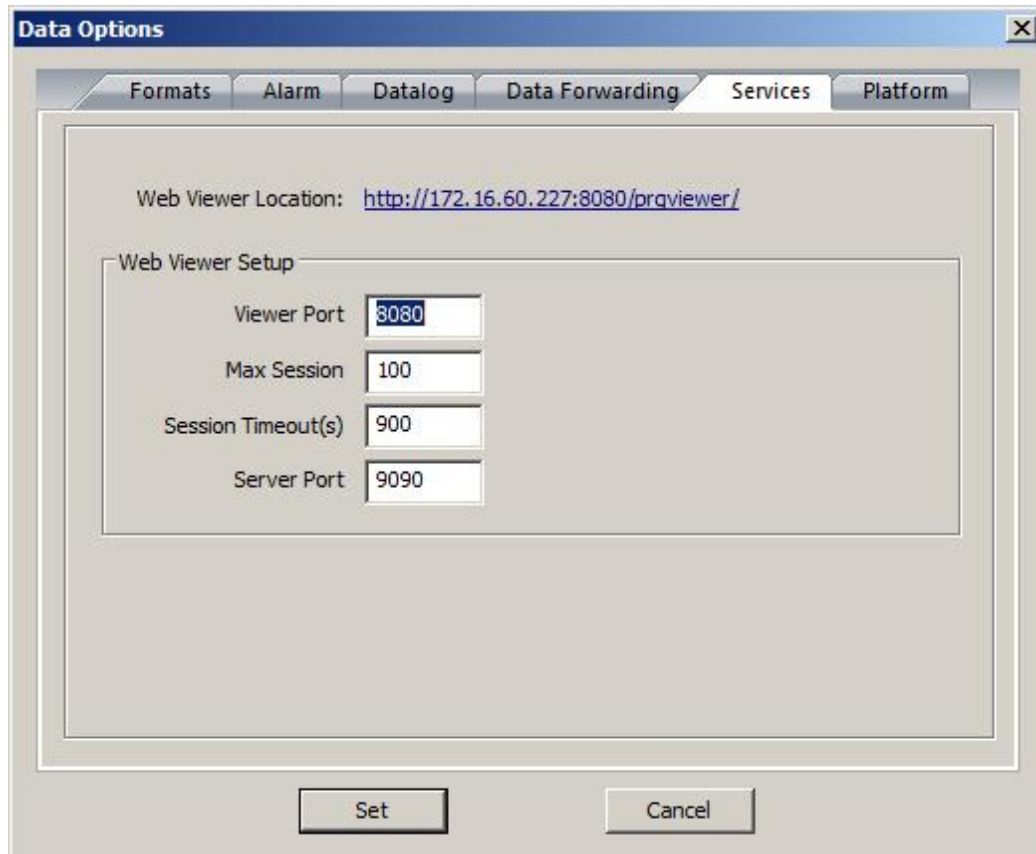 Data Options
Formats Alarm Datalog Data Forwarding Services Platform
Web Viewer Location: http://172.16.60.227:8080/prqviewer/
Web Viewer Setup
Viewer Port 8080
Max Session 100
Session Timeout(s) 900
Server Port 9090
Set Cancel